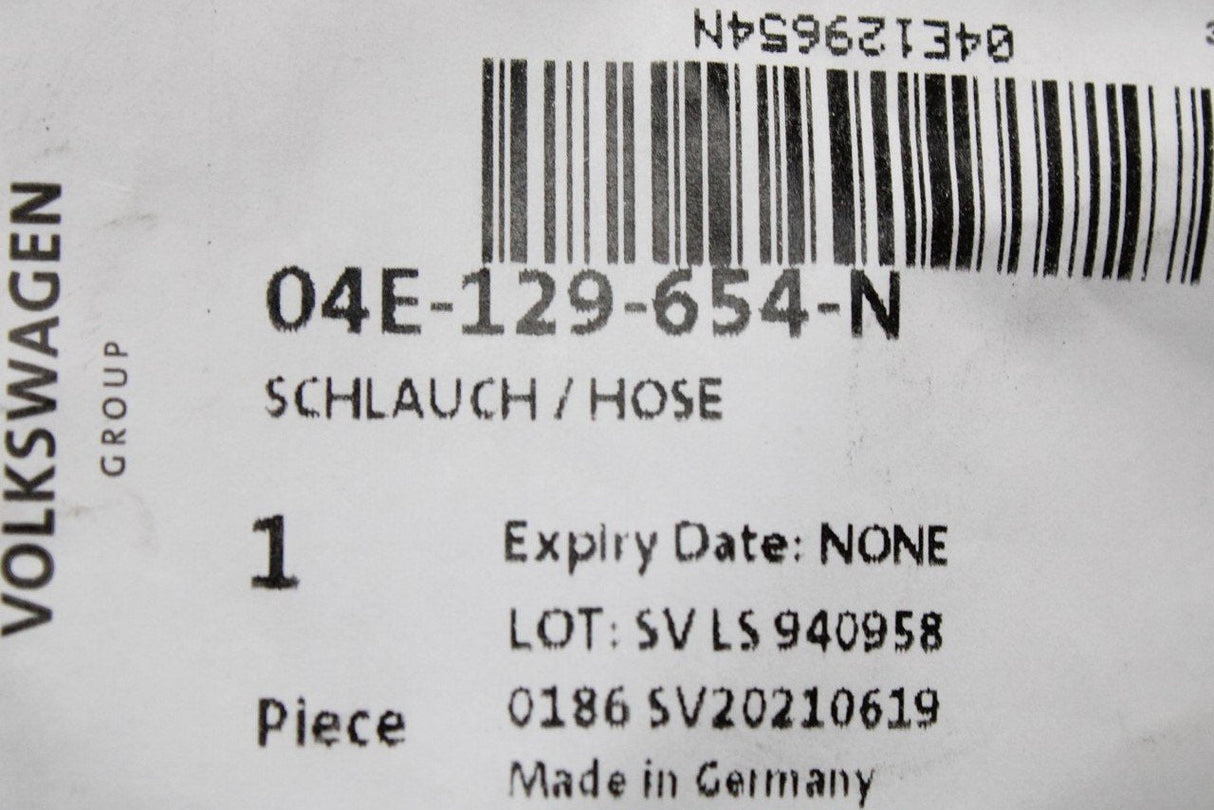 04E129654N
VOLKSWAGEN
GROUP
04E-129-654-N
SCHLAUCH / HOSE
1
Piece
Expiry Date: NONE
LOT: SV LS 940958
0186 SV20210619
Made in Germany